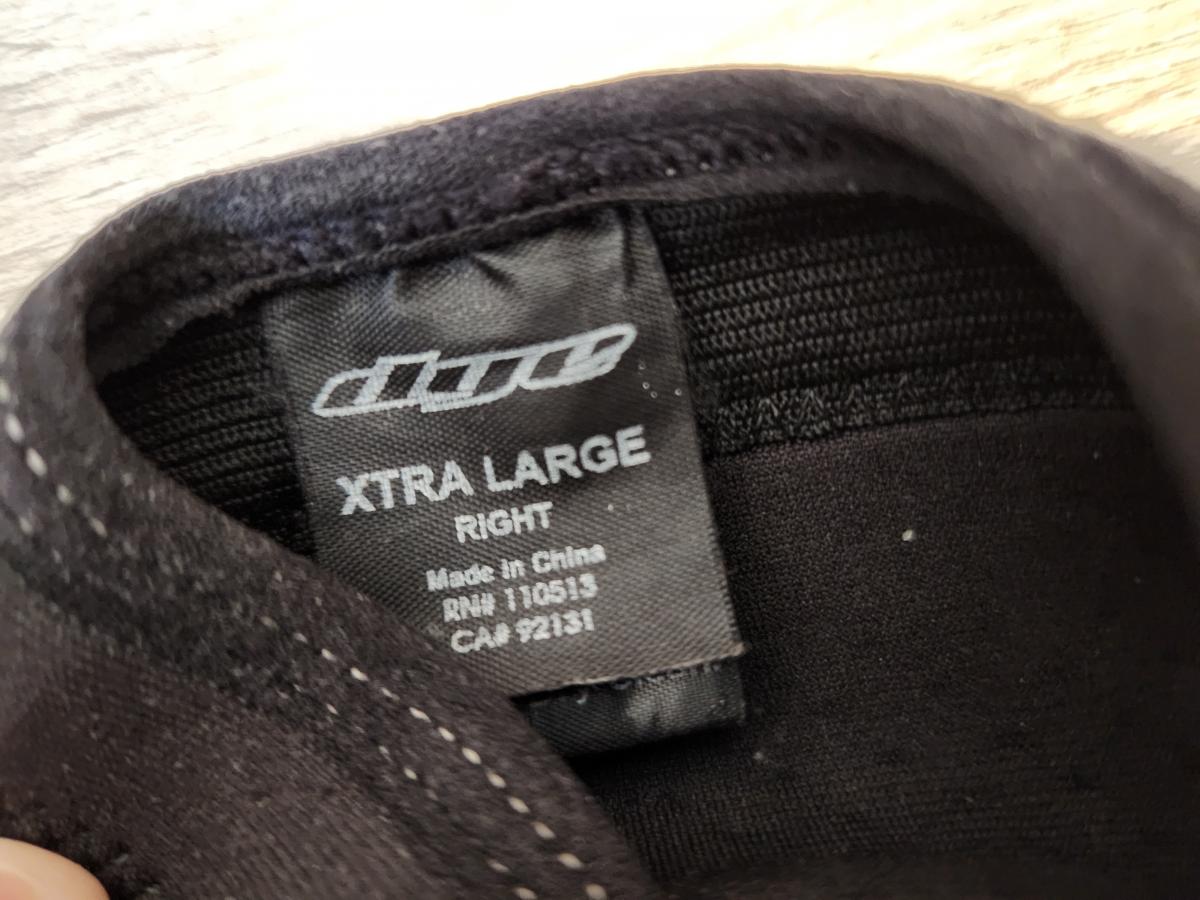 dye
XTRA LARGE
RIGHT
Made in China
RN# 110513
CA# 92131